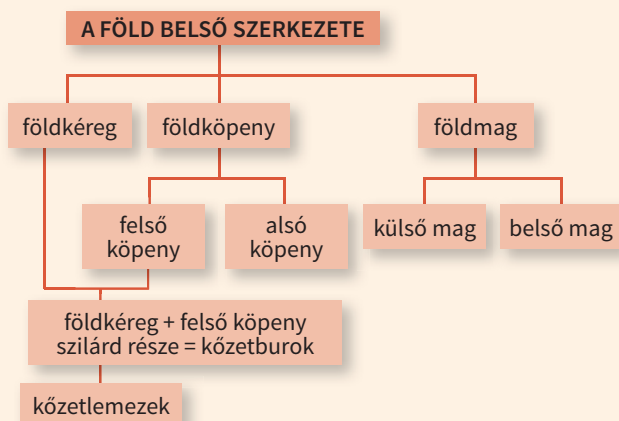 A FÖLD BELSŐ SZERKEZETE
földkéreg
földköpeny
földmag
felső
köpeny
alsó
köpeny
külső mag
belső mag
földkéreg + felső köpeny
szilárd része = kőzetburok
kőzetlemezek